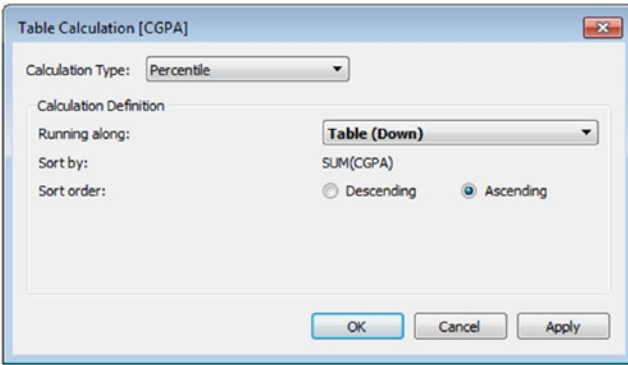 Table Calculation [CGPA]
Calculation Type: Percentile
Calculation Definition
Running along: Table (Down)
Sort by: SUM(CGPA)
Sort order: Descending Ascending
OK Cancel Apply